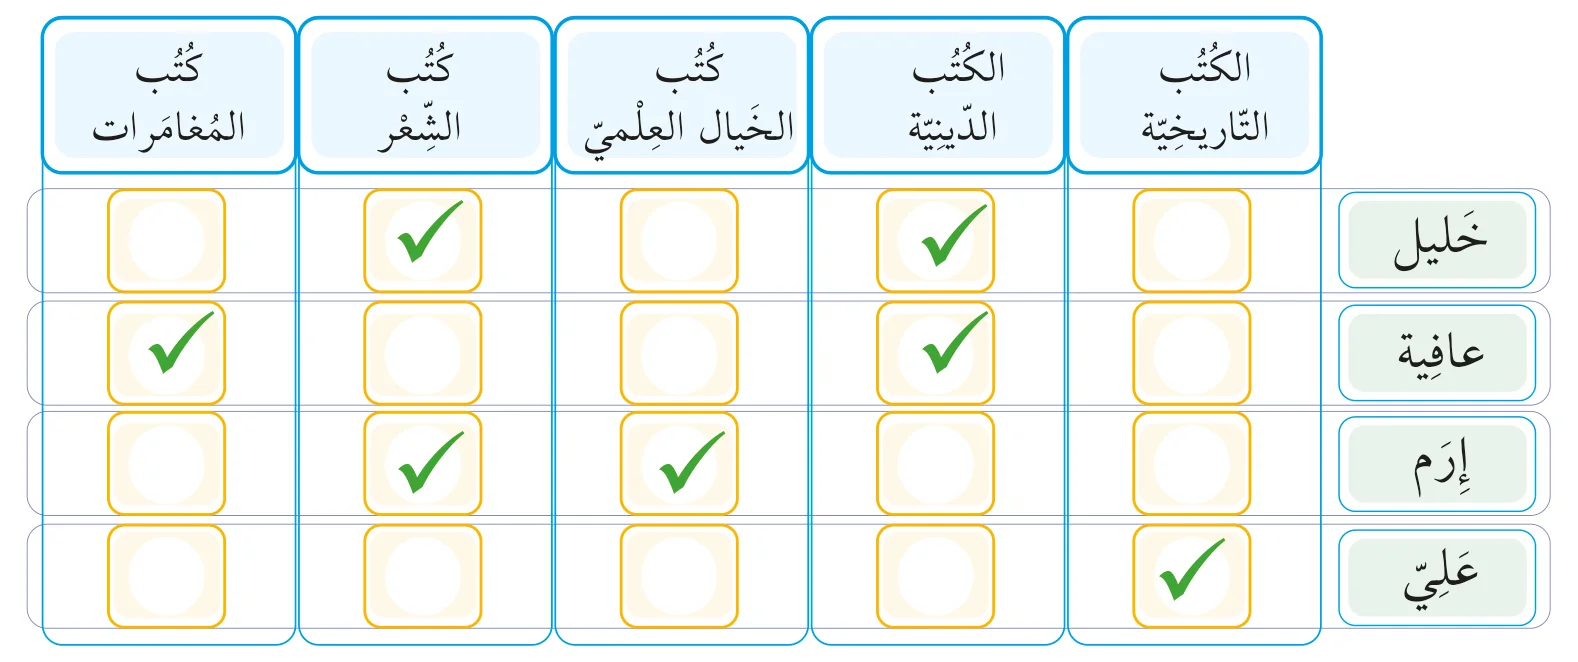 الكُتُب
التّاريخِيّة
الكُتُب
الدّينِيّة
كُتُب
الخَيال العِلْميّ
كُتُب
الشِّعْر
كُتُب
المُغامَرات
خَليل
عافِية
إِرَم
عَلِيّ